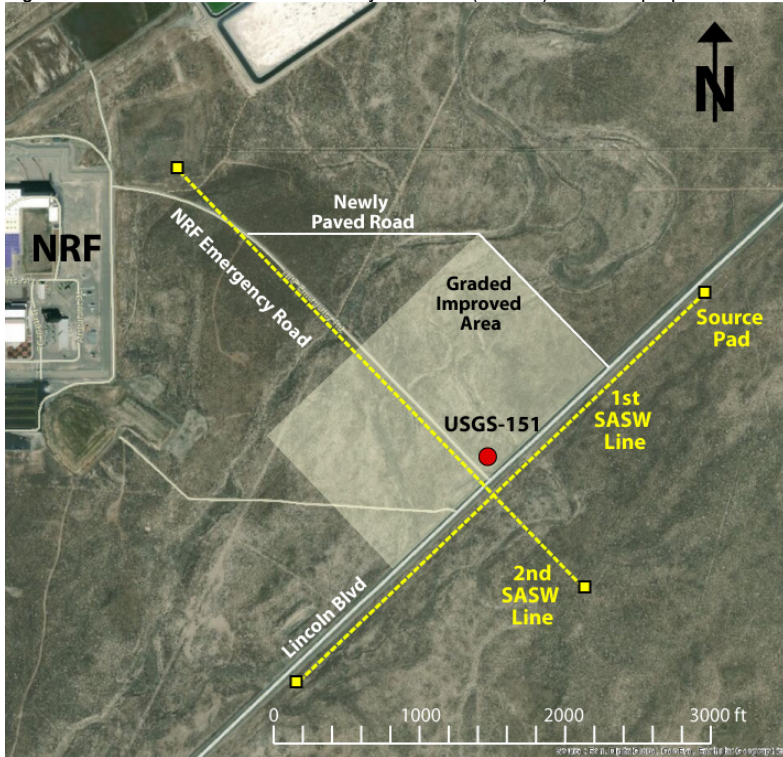 N
Newly
Paved Road
NRF
NRF Emergency Road
Graded
Improved
Area
Source
Pad
1st
SASW
Line
USGS-151
2nd
SASW
Line
Lincoln Blvd
0 1000 2000 3000 ft